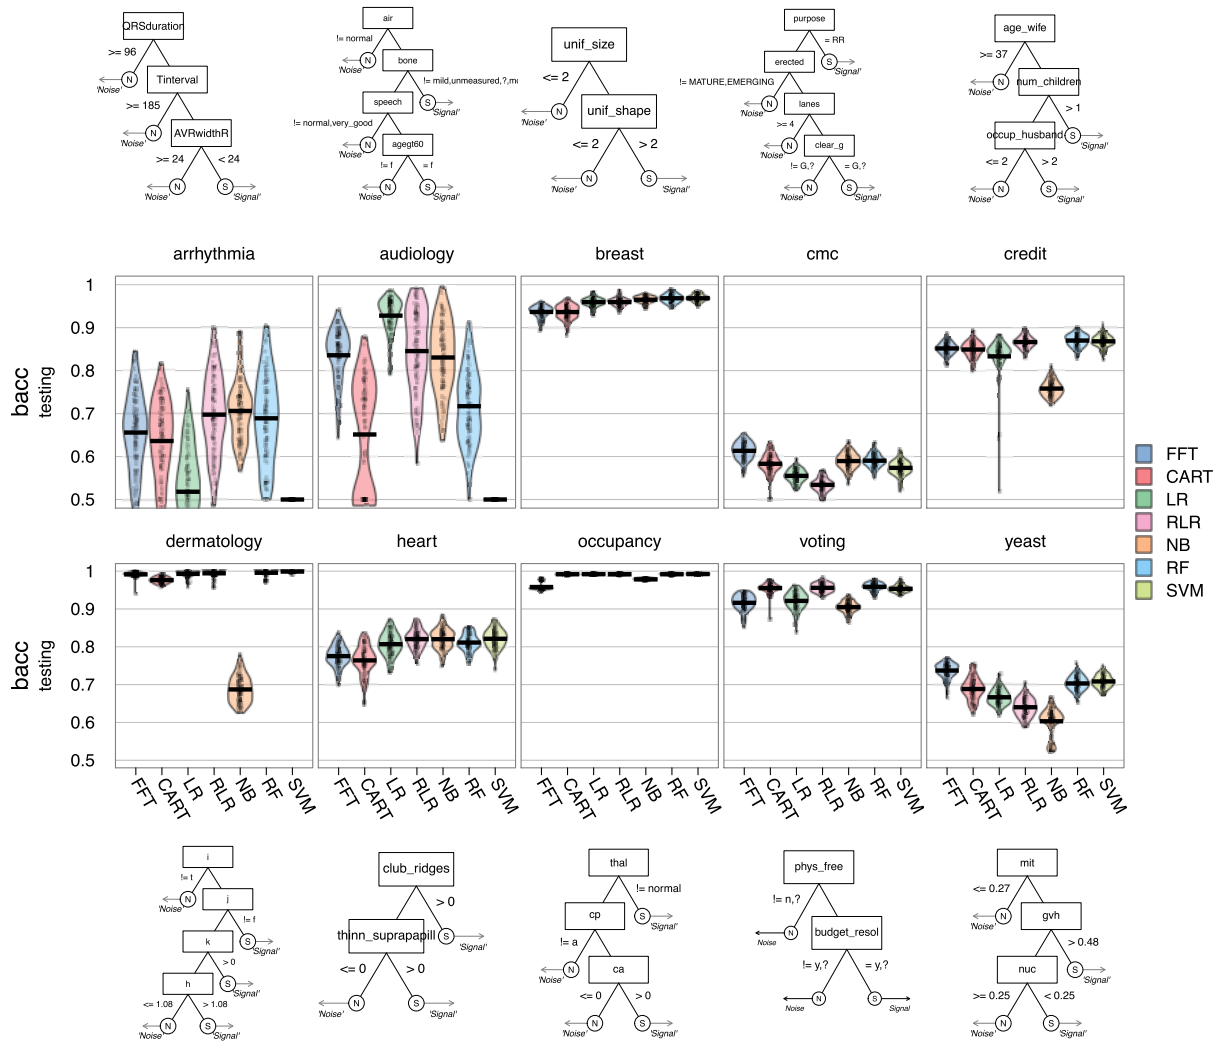 QRSduration
>= 96
N
'Noise'
Tinterval
>= 185
N
'Noise'
AVRwidthR
>= 24
< 24
N
S
'Noise'
'Signal'
air
!= normal
N
'Noise'
bone
!= mild,unmeasured,?,mo
speech
S
'Signal'
!= normal,very_good
N
'Noise'
agegt60
!= f
= f
N
S
'Noise'
'Signal'
unif_size
<= 2
N
'Noise'
unif_shape
<= 2
> 2
N
S
'Noise'
'Signal'
purpose
= RR
erected
S
'Signal'
!= MATURE,EMERGING
N
'Noise'
lanes
>= 4
N
'Noise'
clear_g
!= G,?
= G,?
N
S
'Noise'
'Signal'
age_wife
>= 37
N
'Noise'
num_children
> 1
occup_husband
S
'Signal'
<= 2
> 2
N
S
'Noise'
'Signal'
arrhythmia
audiology
breast
cmc
credit
1
0.9
0.8
0.7
0.6
0.5
bacc
testing
FFT
CART
LR
RLR
NB
RF
SVM
dermatology
heart
occupancy
voting
yeast
1
0.9
0.8
0.7
0.6
0.5
bacc
testing
FFT
CART
LR
RLR
NB
RF
SVM
FFT
CART
LR
RLR
NB
RF
SVM
FFT
CART
LR
RLR
NB
RF
SVM
FFT
CART
LR
RLR
NB
RF
SVM
FFT
CART
LR
RLR
NB
RF
SVM
i
!= t
N
'Noise'
j
!= f
k
S
'Signal'
> 0
h
S
'Signal'
<= 1.08
> 1.08
N
S
'Noise'
'Signal'
club_ridges
> 0
thinn_suprapapill
S
'Signal'
<= 0
> 0
N
S
'Noise'
'Signal'
thal
!= normal
cp
S
'Signal'
!= a
N
'Noise'
ca
<= 0
> 0
N
S
'Noise'
'Signal'
phys_free
!= n,?
N
Noise
budget_resol
!= y,?
= y,?
N
S
Noise
Signal
mit
<= 0.27
N
'Noise'
gvh
> 0.48
nuc
S
'Signal'
>= 0.25
< 0.25
N
S
'Noise'
'Signal'